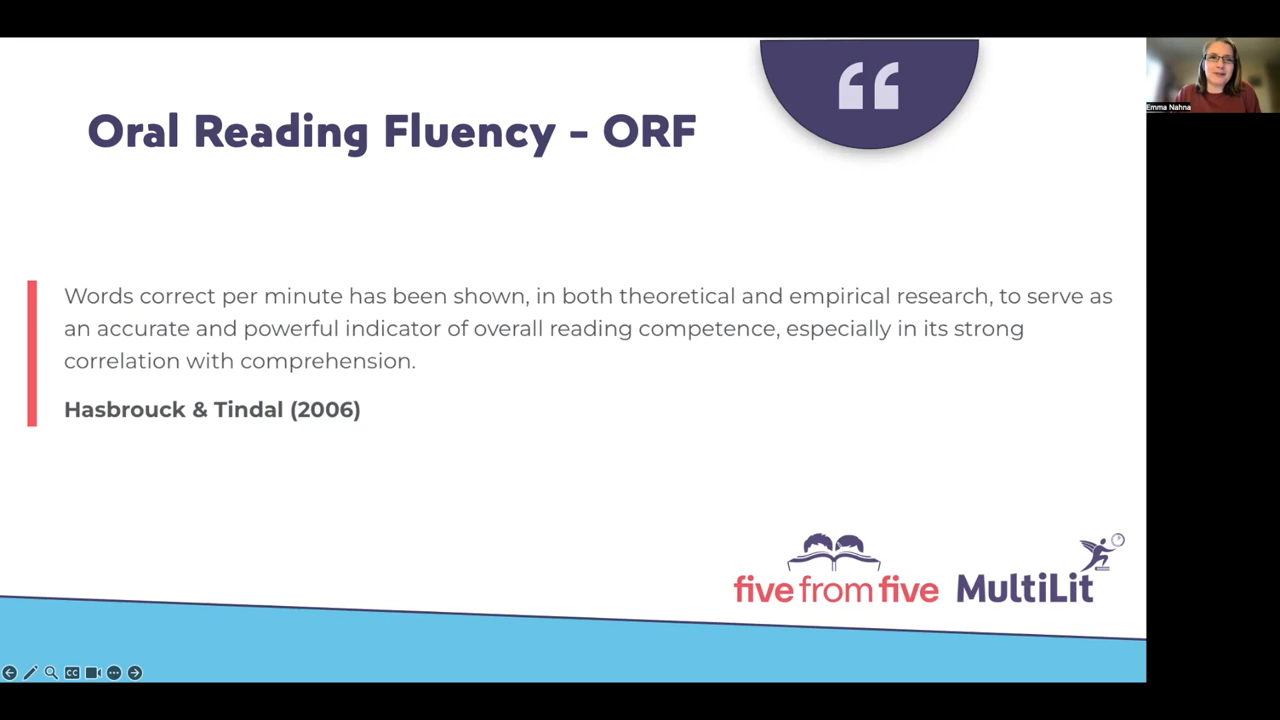 Oral Reading Fluency - ORF
Emma Nahna
Words correct per minute has been shown, in both theoretical and empirical research, to serve as
an accurate and powerful indicator of overall reading competence, especially in its strong
correlation with comprehension.
Hasbrouck & Tindal (2006)
five from five MultiLit
CC